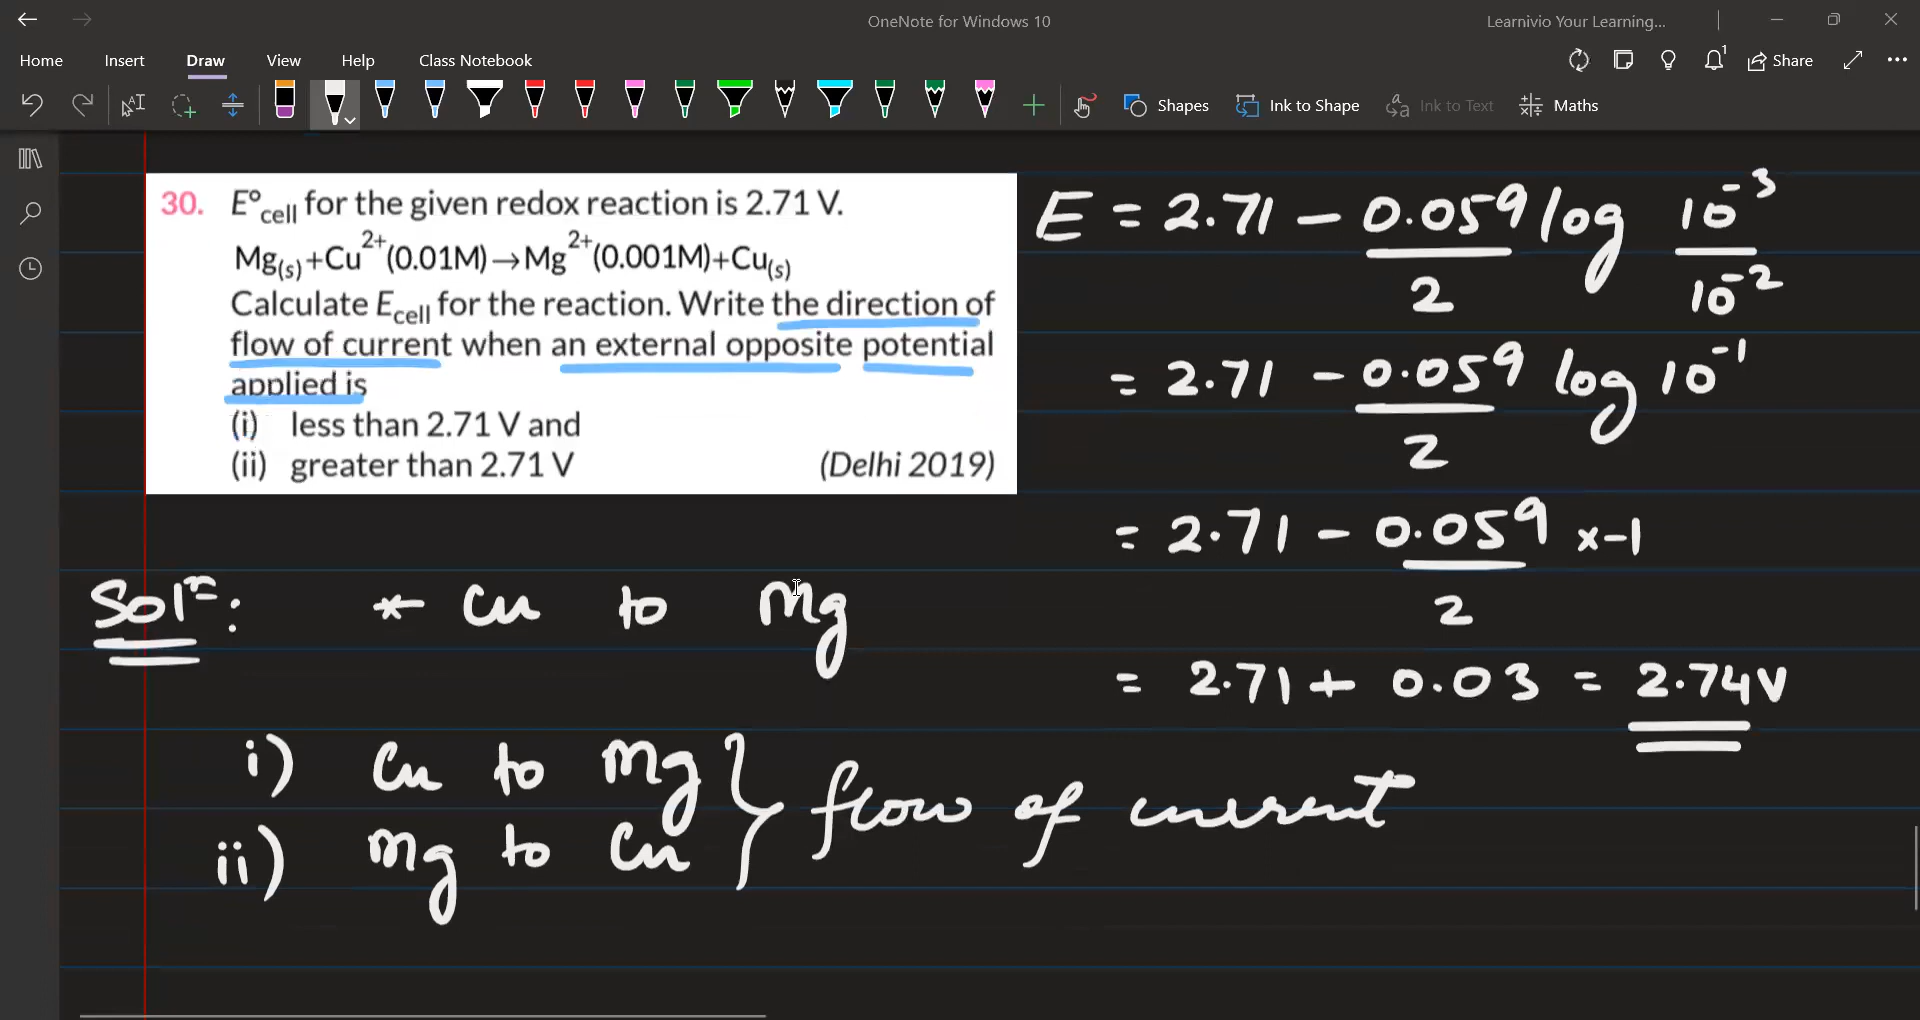 OneNote for Windows 10
Learnivio Your Learning...
Home Insert Draw View Help Class Notebook
1
Share
Shapes Ink to Shape Ink to Text Maths
30. E°cell for the given redox reaction is 2.71 V.
Mg(s)+Cu2+(0.01M)→Mg2+(0.001M)+Cu(s)
Calculate Ecell for the reaction. Write the direction of
flow of current when an external opposite potential
applied is
(i) less than 2.71 V and
(ii) greater than 2.71 V (Delhi 2019)
E = 2.71 − 0.059/2 log 10^-3/10^-2
= 2.71 − 0.059/2 log 10^-1
= 2.71 − 0.059/2 x-1
= 2.71 + 0.03 = 2.74V
Solⁿ: * Cu to Mg
i) Cu to Mg
ii) Mg to Cu
} flow of current